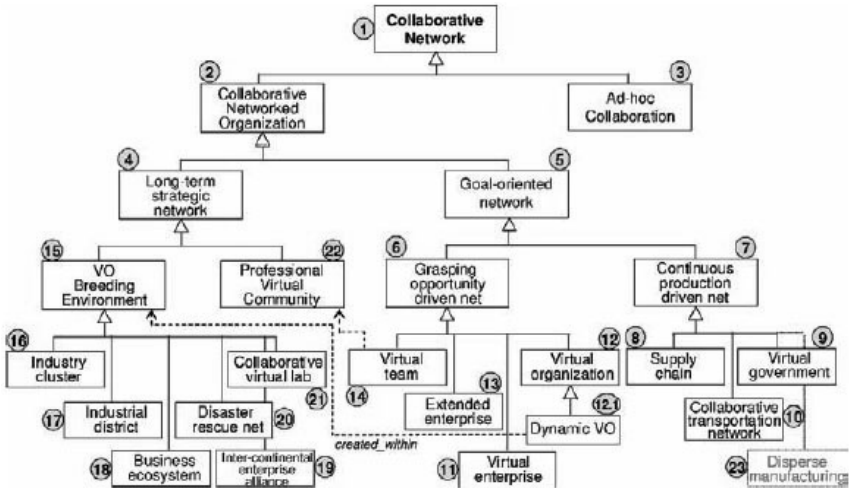 1
Collaborative
Network
2
Collaborative
Networked
Organization
3
Ad-hoc
Collaboration
4
Long-term
strategic
network
5
Goal-oriented
network
15
VO
Breeding
Environment
22
Professional
Virtual
Community
6
Grasping
opportunity
driven net
7
Continuous
production
driven net
16
Industry
cluster
Collaborative
virtual lab
21
Virtual
team
14
12
Virtual
organization
8
Supply
chain
9
Virtual
government
17
Industrial
district
Disaster
rescue net
20
13
Extended
enterprise
12.1
Dynamic VO
Collaborative
transportation
network
10
created_within
18
Business
ecosystem
Inter-continental
enterprise
alliance
19
11
Virtual
enterprise
23
Disperse
manufacturing